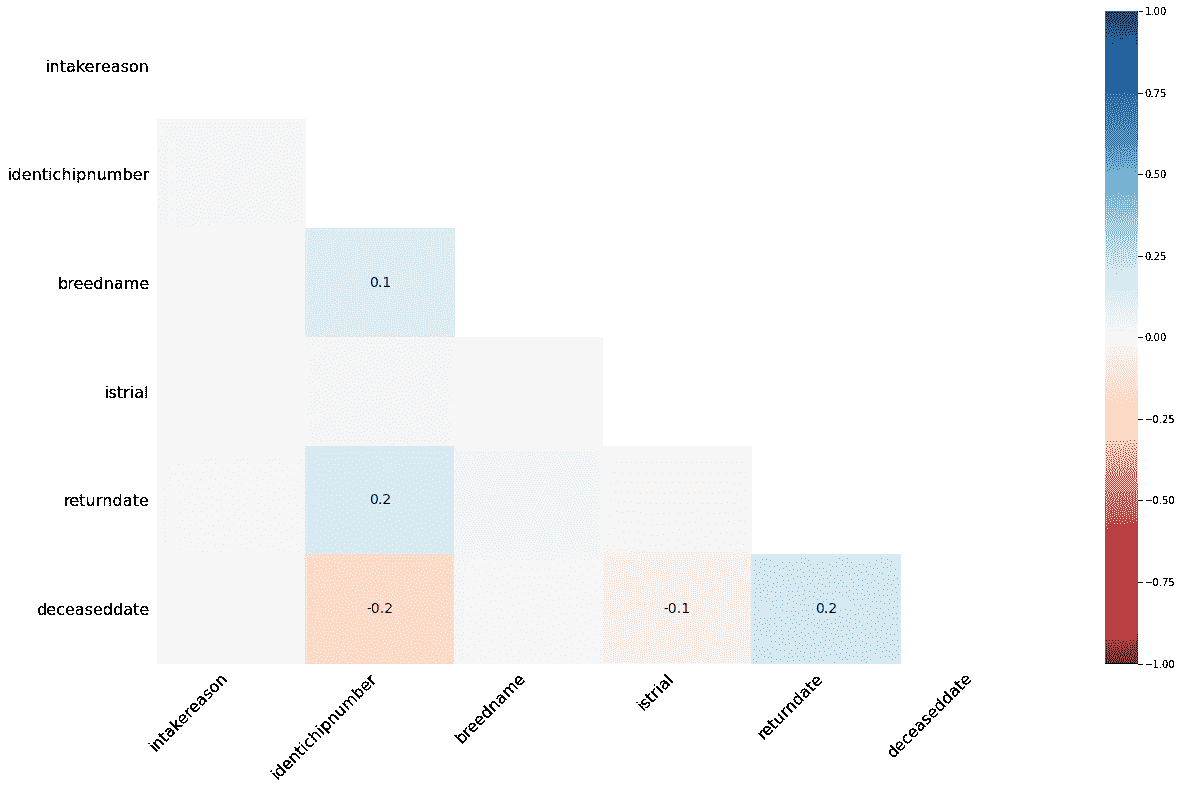 intakereason
identichipnumber
breedname
0.1
istrial
returndate
0.2
deceaseddate
-0.2
-0.1
0.2
intakereason
identichipnumber
breedname
istrial
returndate
deceaseddate
1.00
0.75
0.50
0.25
0.00
−0.25
−0.50
−0.75
−1.00